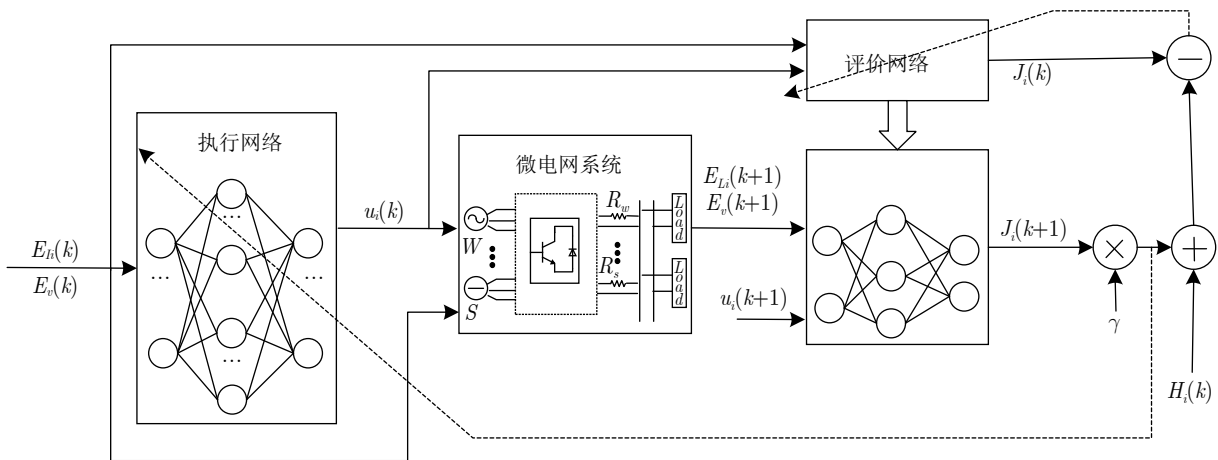 评价网络
J_i(k)
执行网络
微电网系统
E_{Li}(k+1)
E_v(k+1)
u_i(k)
R_w
Load
W
J_i(k+1)
E_{Ii}(k)
E_v(k)
R_s
Load
S
u_i(k+1)
γ
H_i(k)